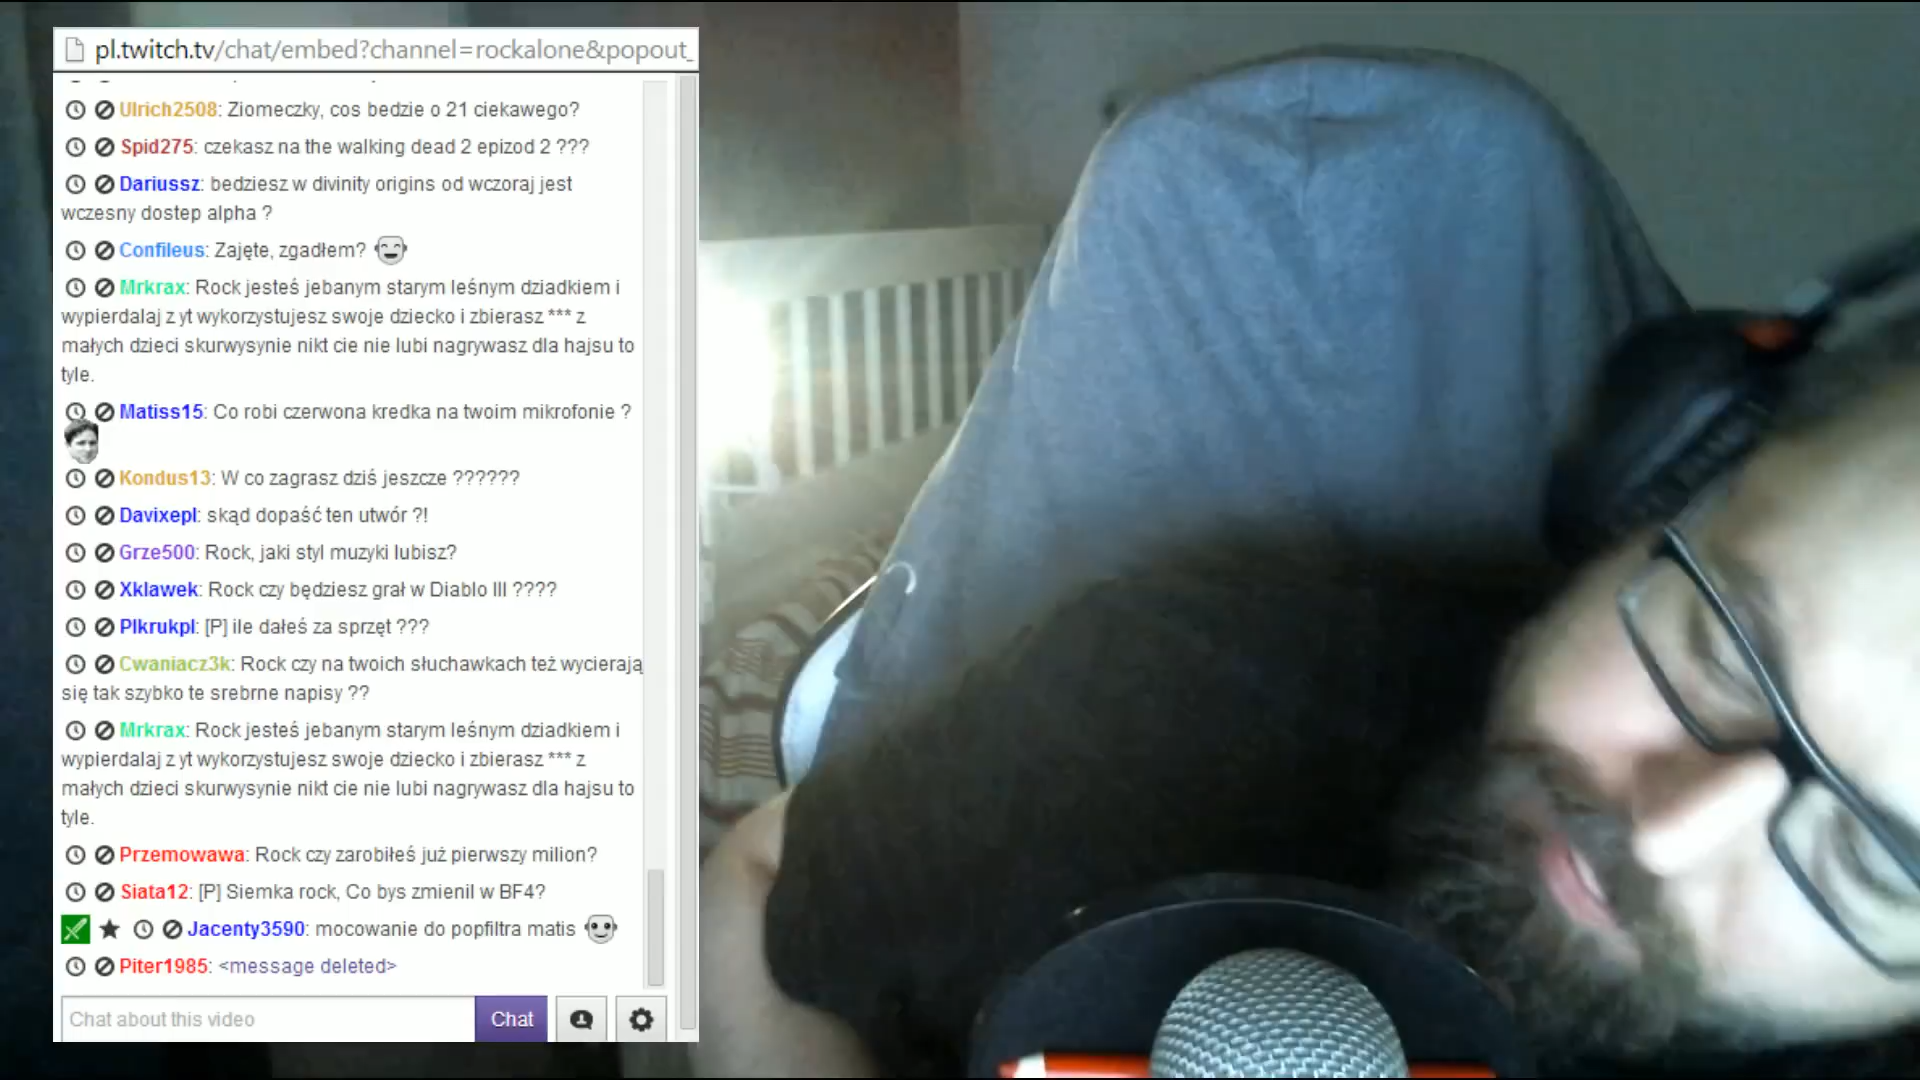 pl.twitch.tv/chat/embed?channel=rockalone&popout_
Ulrich2508: Ziomeczky, cos bedzie o 21 ciekawego?
Spid275: czekasz na the walking dead 2 epizod 2 ???
Dariussz: bedziesz w divinity origins od wczoraj jest
wczesny dostep alpha ?
Confileus: Zajęte, zgadłem?
Mrkrax: Rock jesteś jebanym starym leśnym dziadkiem i
wypierdalaj z yt wykorzystujesz swoje dziecko i zbierasz *** z
małych dzieci skurwysynie nikt cie nie lubi nagrywasz dla hajsu to
tyle.
Matiss15: Co robi czerwona kredka na twoim mikrofonie ?
Kondus13: W co zagrasz dziś jeszcze ??????
Davixepl: skąd dopaść ten utwór ?!
Grze500: Rock, jaki styl muzyki lubisz?
Xklawek: Rock czy będziesz grał w Diablo III ????
Plkrukpl: [P] ile dałeś za sprzęt ???
Cwaniacz3k: Rock czy na twoich słuchawkach też wycierają
się tak szybko te srebrne napisy ??
Mrkrax: Rock jesteś jebanym starym leśnym dziadkiem i
wypierdalaj z yt wykorzystujesz swoje dziecko i zbierasz *** z
małych dzieci skurwysynie nikt cie nie lubi nagrywasz dla hajsu to
tyle.
Przemowawa: Rock czy zarobiłeś już pierwszy milion?
Siata12: [P] Siemka rock, Co bys zmienil w BF4?
Jacenty3590: mocowanie do popfiltra matis
Piter1985: <message deleted>
Chat about this video
Chat